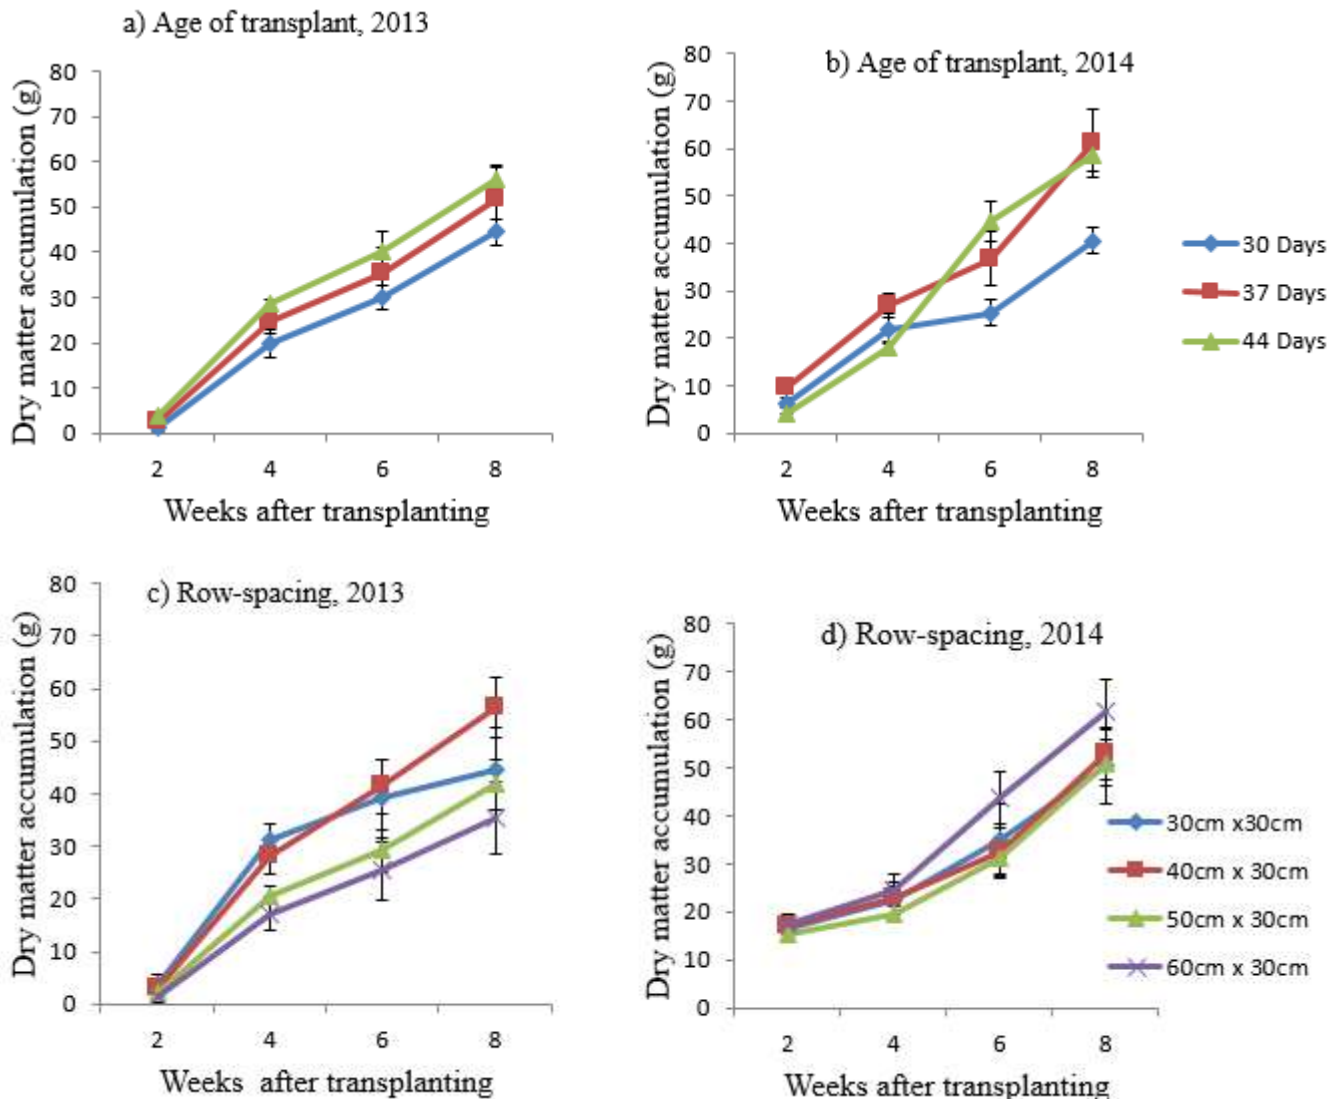 a) Age of transplant, 2013
Dry matter accumulation (g)
80
70
60
50
40
30
20
10
0
2 4 6 8
Weeks after transplanting
b) Age of transplant, 2014
Dry matter accumulation (g)
80
70
60
50
40
30
20
10
0
2 4 6 8
Weeks after transplanting
30 Days
37 Days
44 Days
c) Row-spacing, 2013
Dry matter accumulation (g)
80
70
60
50
40
30
20
10
0
2 4 6 8
Weeks after transplanting
d) Row-spacing, 2014
Dry matter accumulation (g)
80
70
60
50
40
30
20
10
0
2 4 6 8
Weeks after transplanting
30cm x30cm
40cm x 30cm
50cm x 30cm
60cm x 30cm